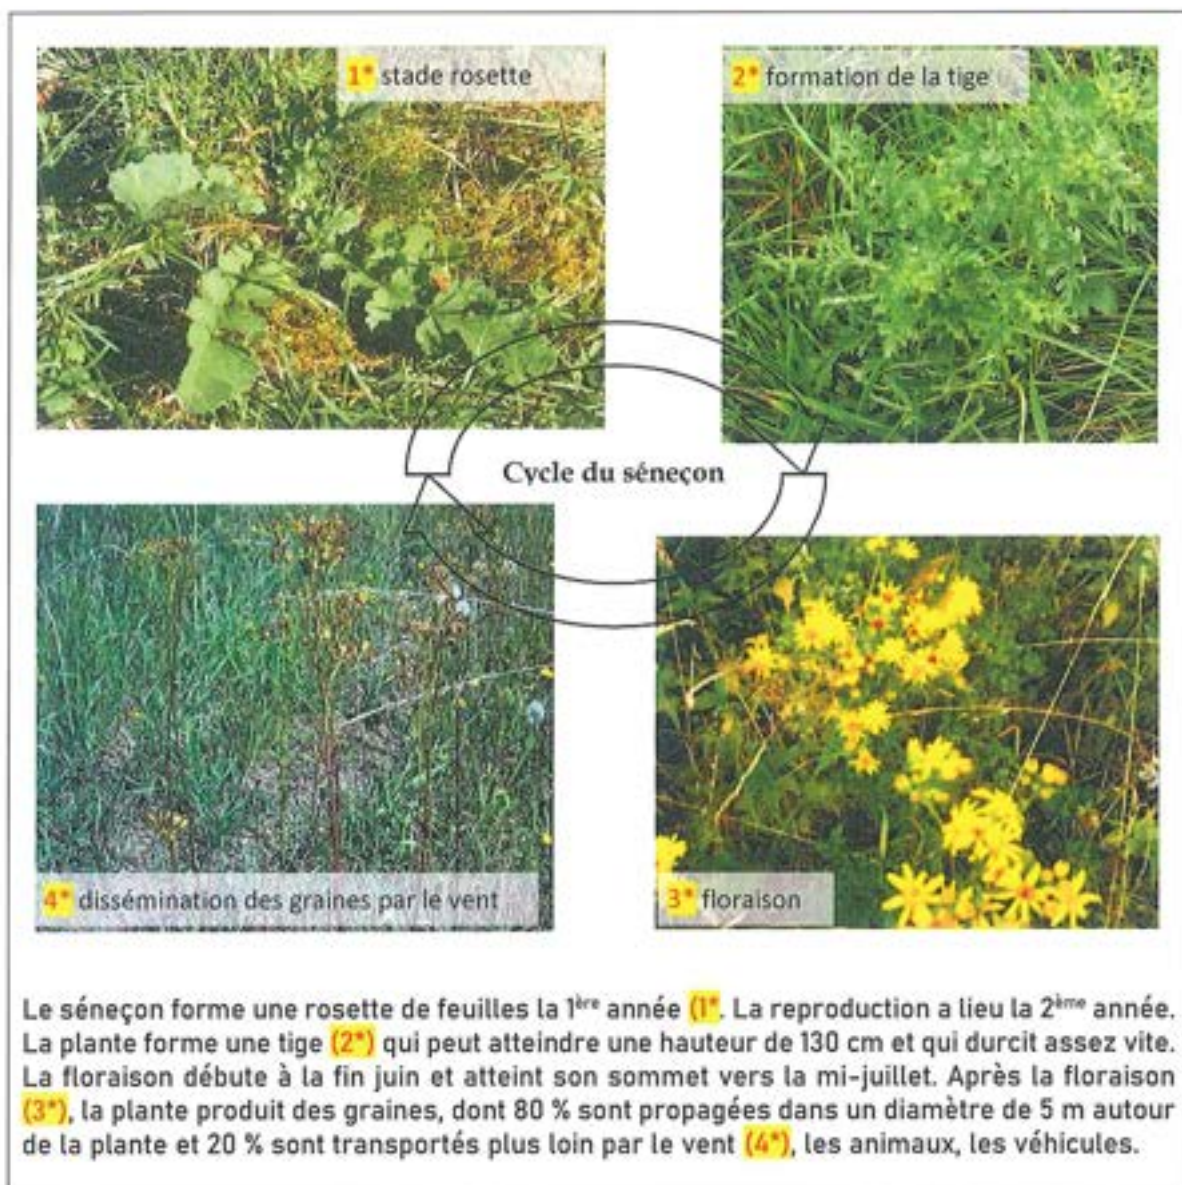 1* stade rosette
2* formation de la tige
Cycle du séneçon
4* dissémination des graines par le vent
3* floraison
Le séneçon forme une rosette de feuilles la 1ère année (1*. La reproduction a lieu la 2ème année.
La plante forme une tige (2*) qui peut atteindre une hauteur de 130 cm et qui durcit assez vite.
La floraison débute à la fin juin et atteint son sommet vers la mi-juillet. Après la floraison
(3*), la plante produit des graines, dont 80 % sont propagées dans un diamètre de 5 m autour
de la plante et 20 % sont transportés plus loin par le vent (4*), les animaux, les véhicules.